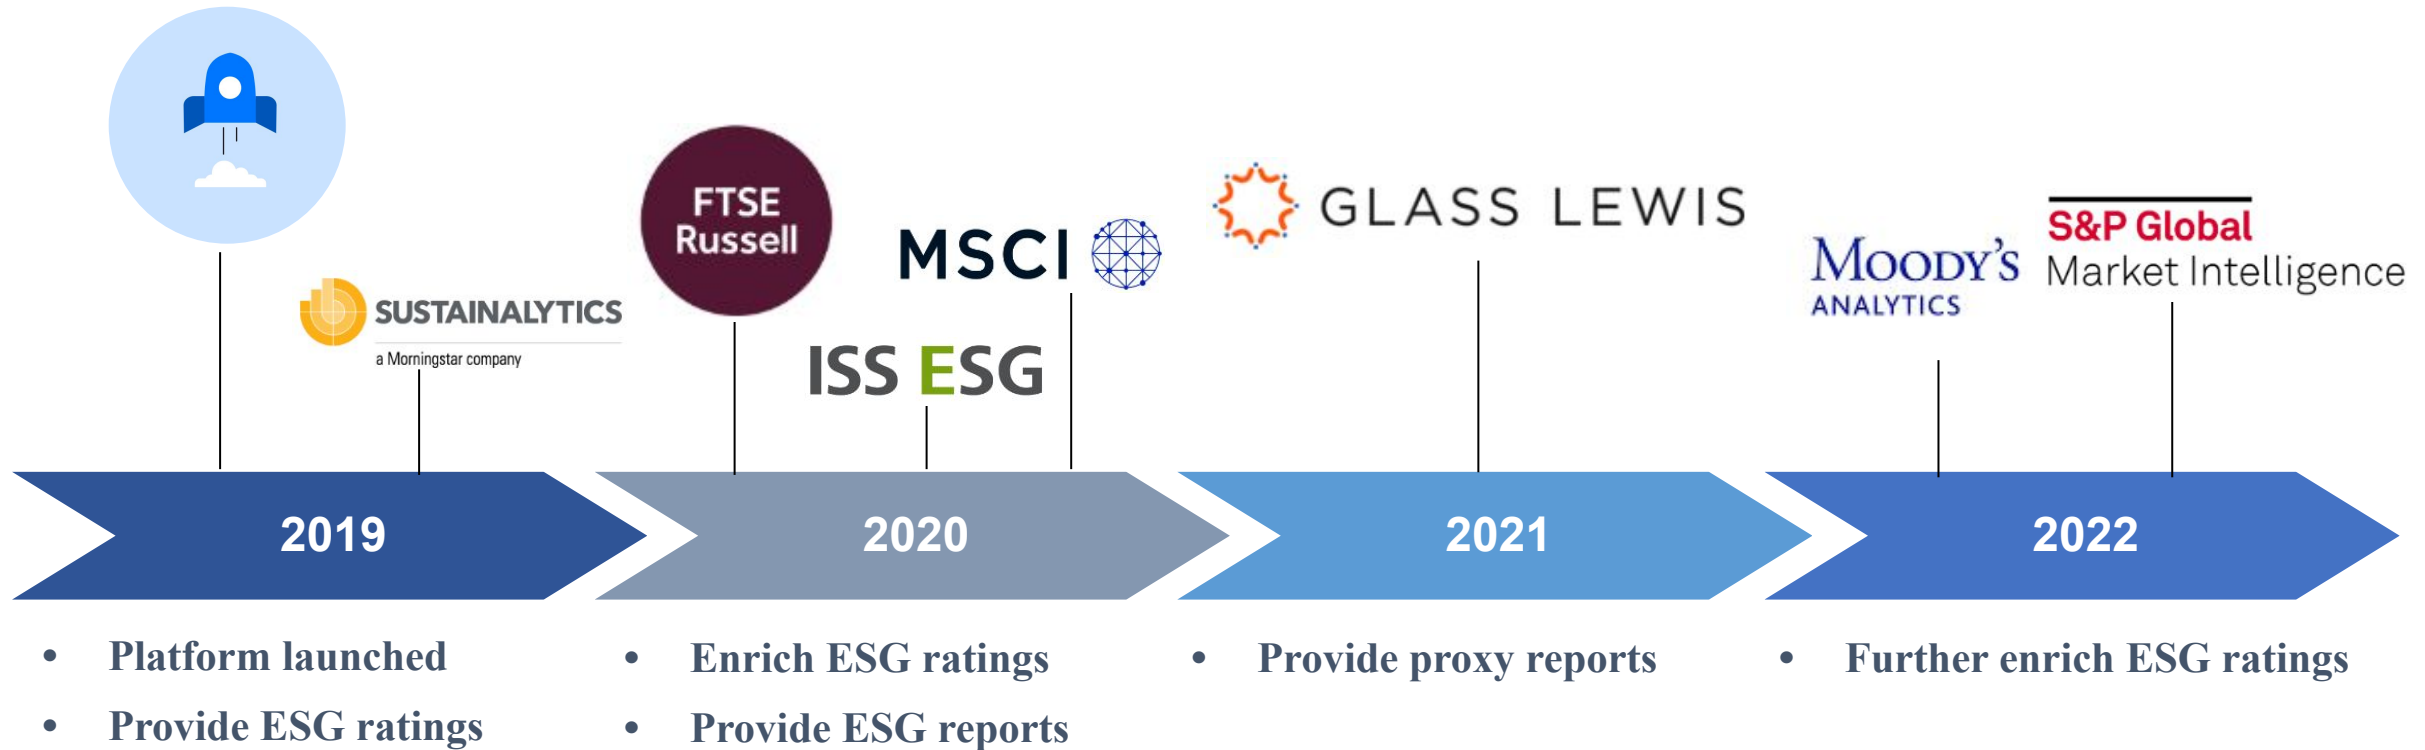 SUSTAINALYTICS
a Morningstar company
FTSE
Russell
MSCI
ISS ESG
GLASS LEWIS
MOODY'S
ANALYTICS
S&P Global
Market Intelligence
2019
2020
2021
2022
• Platform launched
• Provide ESG ratings
• Enrich ESG ratings
• Provide ESG reports
• Provide proxy reports
• Further enrich ESG ratings